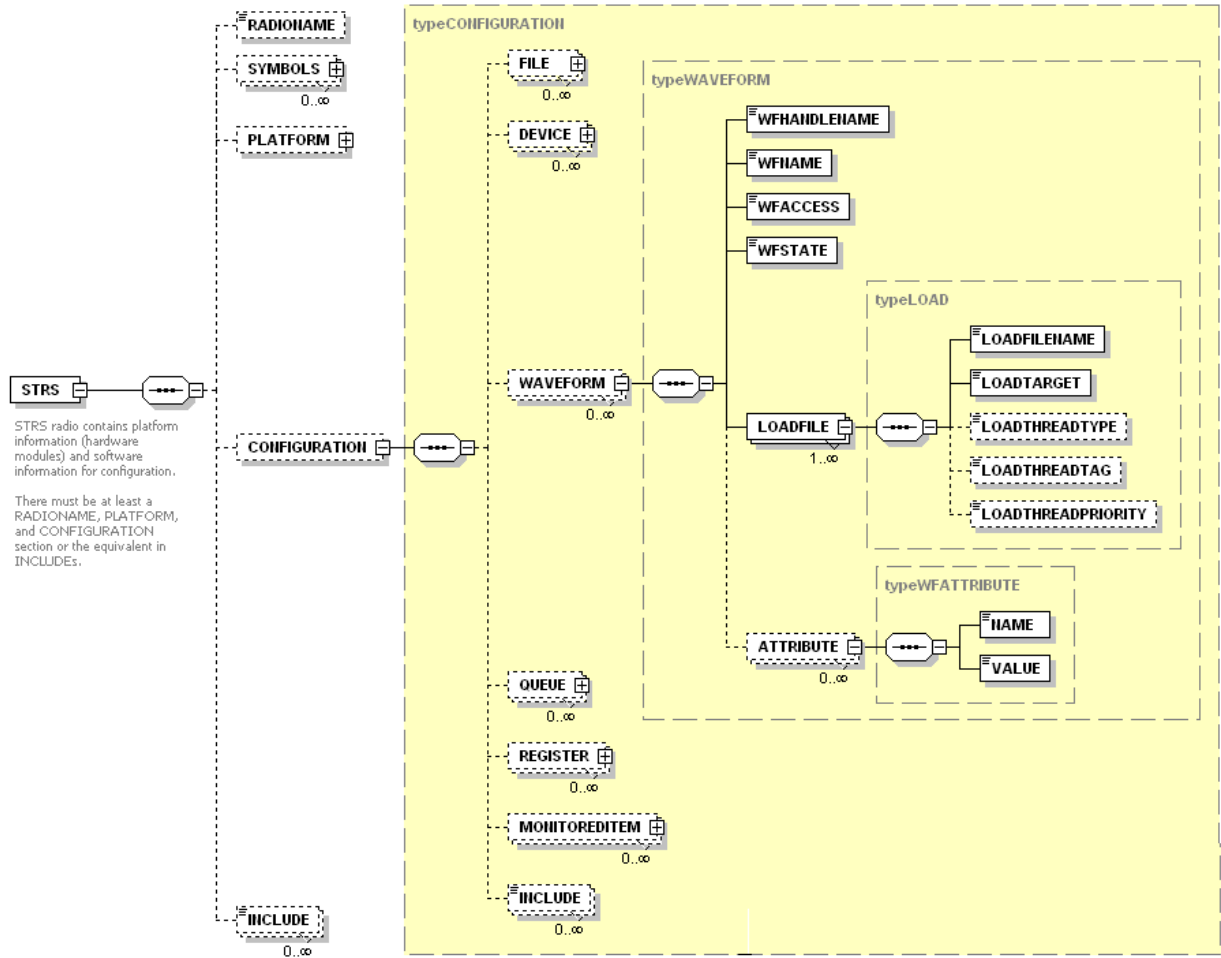 typeCONFIGURATION
RADIONAME
SYMBOLS
0..∞
PLATFORM
FILE
0..∞
DEVICE
0..∞
typeWAVEFORM
WFHANDLENAME
WFNAME
WFACCESS
WFSTATE
typeLOAD
LOADFILENAME
LOADTARGET
LOADTHREADTYPE
LOADTHREADTAG
LOADTHREADPRIORITY
WAVEFORM
0..∞
LOADFILE
1..∞
STRS
STRS radio contains platform
information (hardware
modules) and software
information for configuration.
There must be at least a
RADIONAME, PLATFORM,
and CONFIGURATION
section or the equivalent in
INCLUDEs.
CONFIGURATION
typeWFATTRIBUTE
NAME
VALUE
ATTRIBUTE
0..∞
QUEUE
0..∞
REGISTER
0..∞
MONITOREDITEM
0..∞
INCLUDE
0..∞
INCLUDE
0..∞